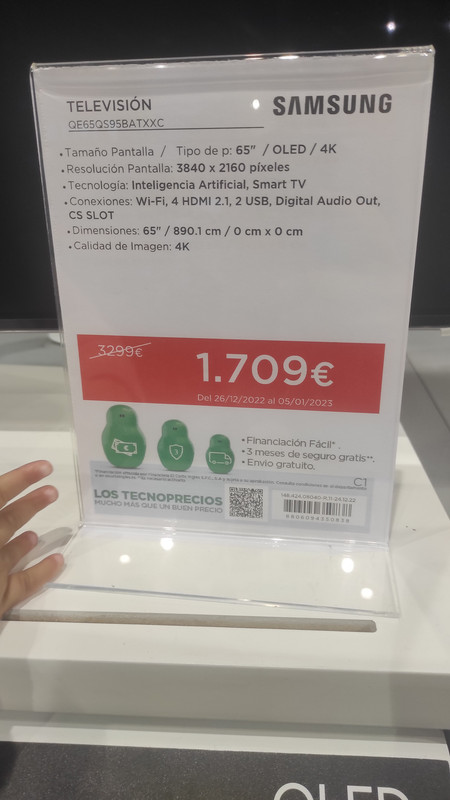 TELEVISIÓN
SAMSUNG
QE65QS95BATXXC
• Tamaño Pantalla / Tipo de p: 65" / OLED / 4K
• Resolución Pantalla: 3840 x 2160 píxeles
• Tecnología: Inteligencia Artificial, Smart TV
• Conexiones: Wi-Fi, 4 HDMI 2.1, 2 USB, Digital Audio Out,
CS SLOT
• Dimensiones: 65" / 890.1 cm / 0 cm x 0 cm
• Calidad de Imagen: 4K
3299€
1.709€
Del 26/12/2022 al 05/01/2023
• Financiación Fácil*.
• 3 meses de seguro gratis**.
• Envio gratuito.
C1
LOS TECNOPRECIOS
MUCHO MÁS QUE UN BUEN PRECIO
OLED